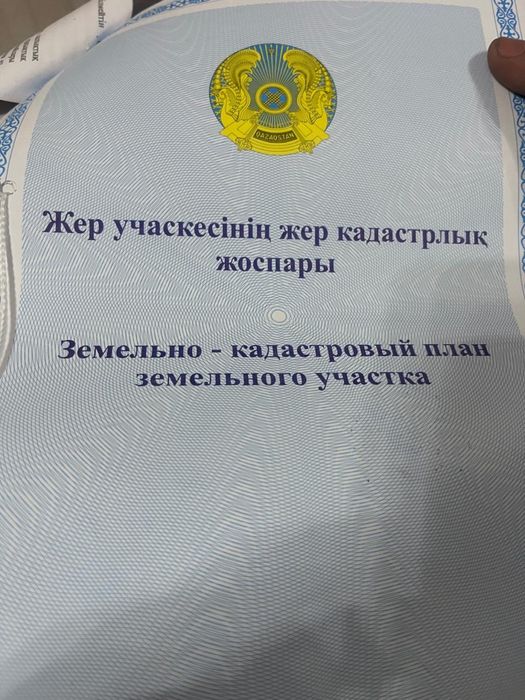 QAZAQSTAN
Жер учаскесінің жер кадастрлық
жоспары
Земельно - кадастровый план
земельного участка